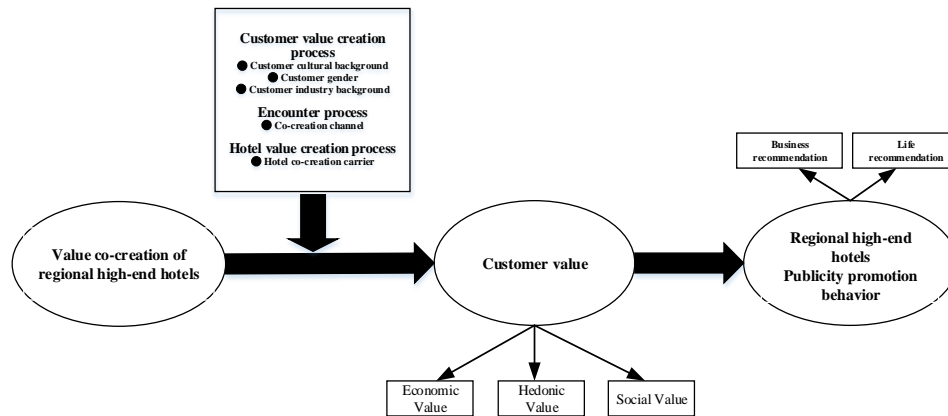 Customer value creation
process
● Customer cultural background
● Customer gender
● Customer industry background
Encounter process
● Co-creation channel
Hotel value creation process
● Hotel co-creation carrier
Business
recommendation
Life
recommendation
Value co-creation of
regional high-end hotels
Customer value
Regional high-end
hotels
Publicity promotion
behavior
Economic
Value
Hedonic
Value
Social Value